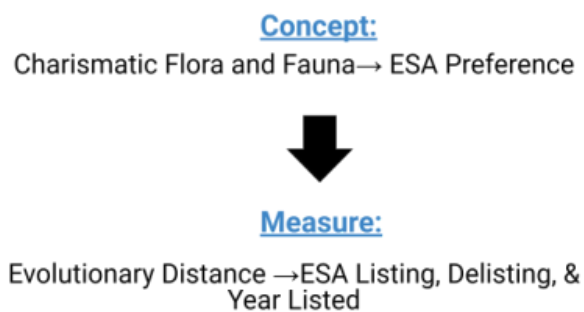 Concept:
Charismatic Flora and Fauna→ ESA Preference
Measure:
Evolutionary Distance →ESA Listing, Delisting, &
Year Listed